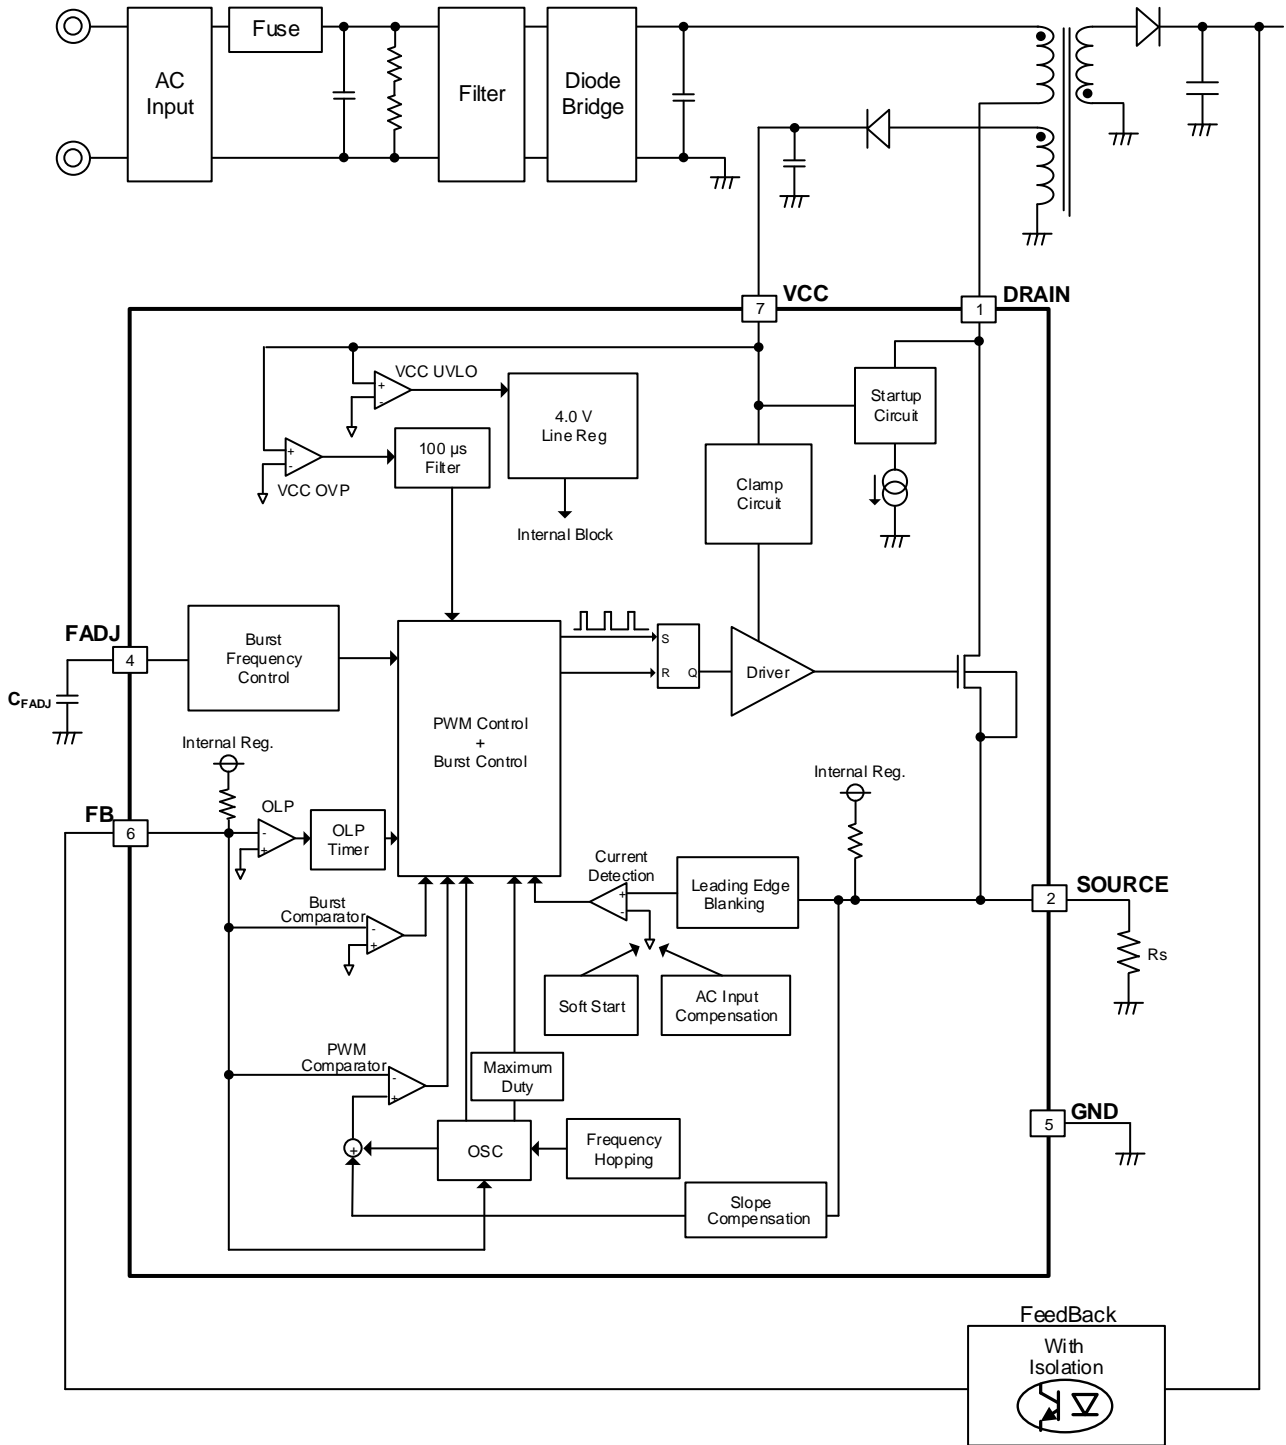 Fuse
AC
Input
Filter
Diode
Bridge
VCC
7
DRAIN
1
VCC UVLO
+
-
4.0 V
Line Reg
Startup
Circuit
+
-
100 µs
Filter
VCC OVP
Clamp
Circuit
Internal Block
FADJ
4
Burst
Frequency
Control
S
R
Q
Driver
CFADJ
PWM Control
+
Burst Control
Internal Reg.
Internal Reg.
FB
6
OLP
-
+
OLP
Timer
Current
Detection
+
-
Leading Edge
Blanking
SOURCE
2
Burst
Comparator
-
+
Rs
Soft Start
AC Input
Compensation
PWM
Comparator
-
+
Maximum
Duty
GND
5
+
OSC
Frequency
Hopping
Slope
Compensation
FeedBack
With
Isolation